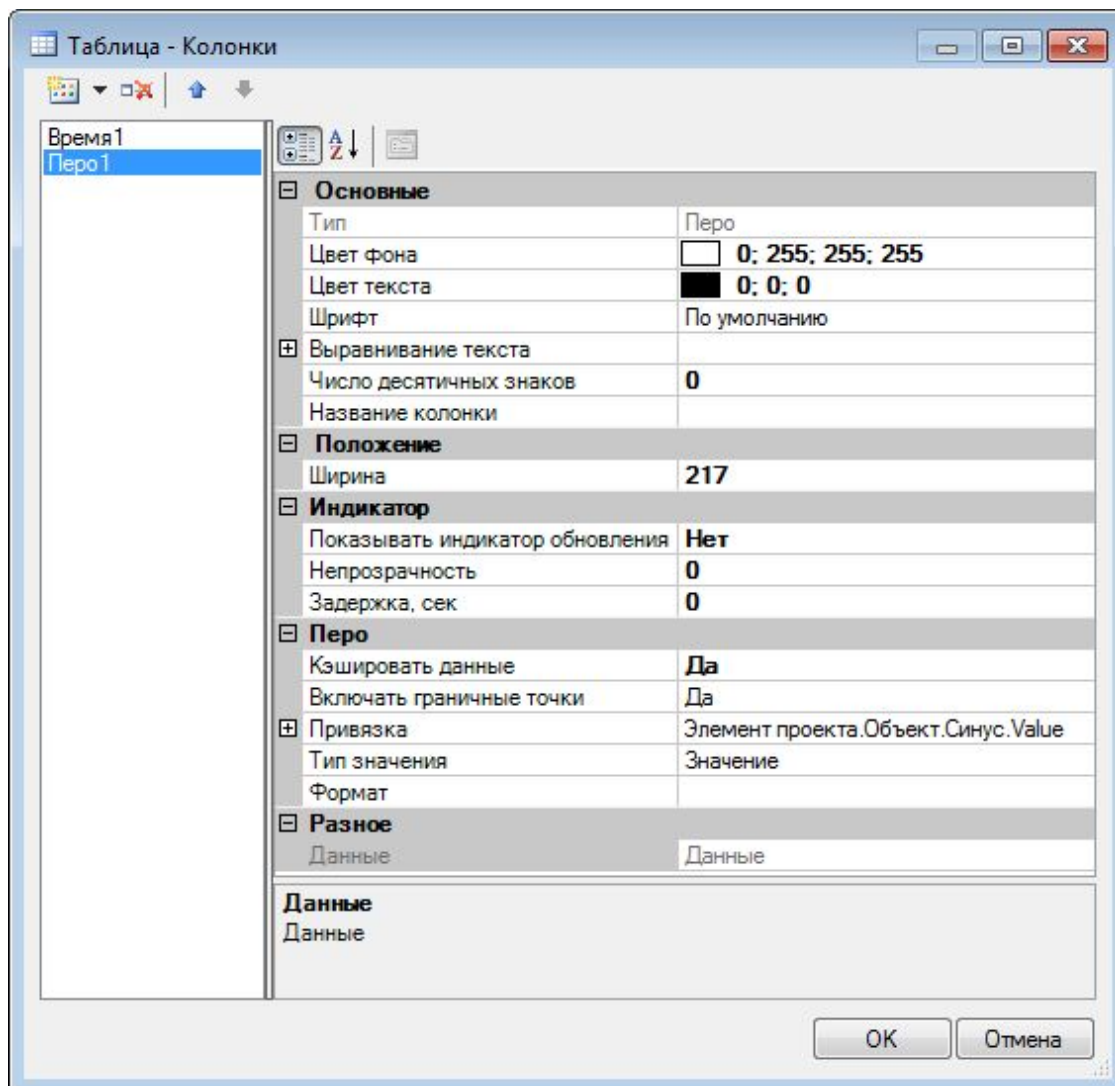 Таблица - Колонки
Время1
Перо1
Основные
Тип Перо
Цвет фона 0; 255; 255; 255
Цвет текста 0; 0; 0
Шрифт По умолчанию
Выравнивание текста
Число десятичных знаков 0
Название колонки
Положение
Ширина 217
Индикатор
Показывать индикатор обновления Нет
Непрозрачность 0
Задержка, сек 0
Перо
Кэшировать данные Да
Включать граничные точки Да
Привязка Элемент проекта.Объект.Синус.Value
Тип значения Значение
Формат
Разное
Данные Данные
Данные
Данные
OK Отмена